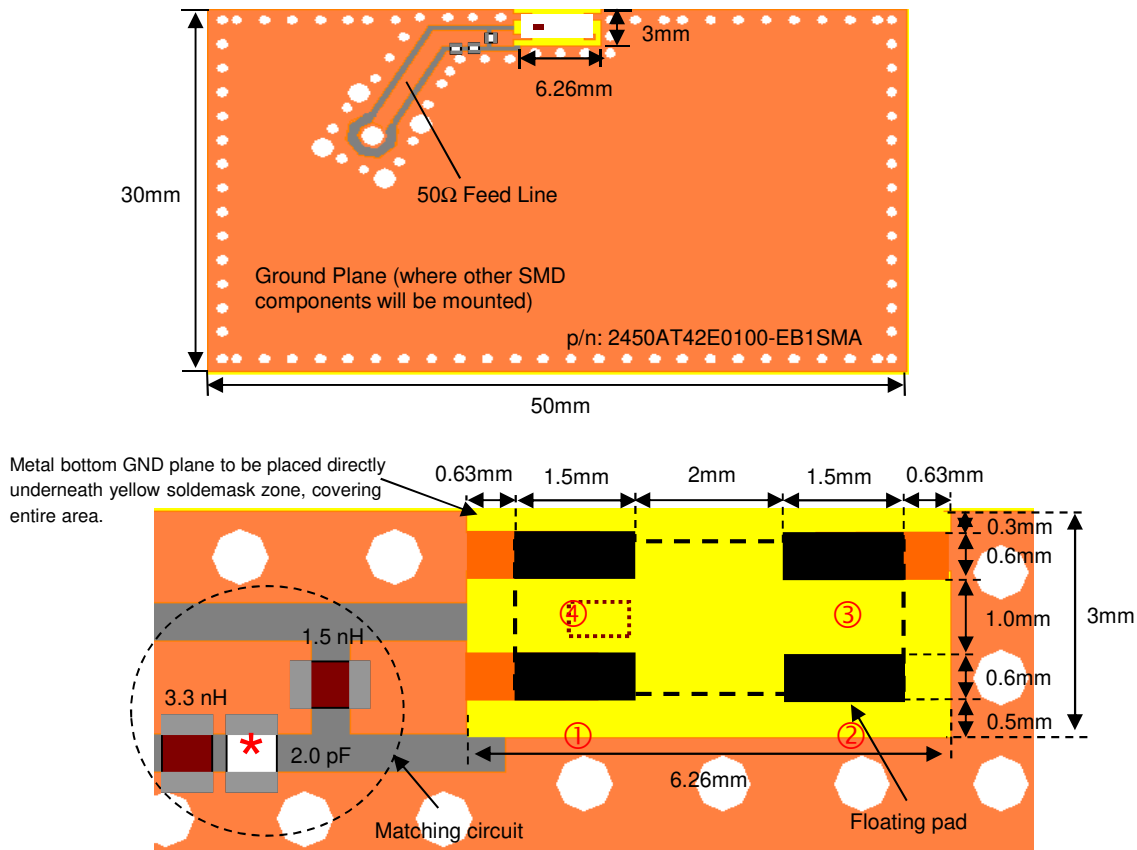 3mm
6.26mm
30mm
50Ω Feed Line
Ground Plane (where other SMD
components will be mounted)
p/n: 2450AT42E0100-EB1SMA
50mm
Metal bottom GND plane to be placed directly
underneath yellow soldemask zone, covering
entire area.
0.63mm
1.5mm
2mm
1.5mm
0.63mm
0.3mm
0.6mm
④
③
1.0mm
3mm
1.5 nH
0.6mm
3.3 nH
0.5mm
*
2.0 pF
①
②
6.26mm
Matching circuit
Floating pad